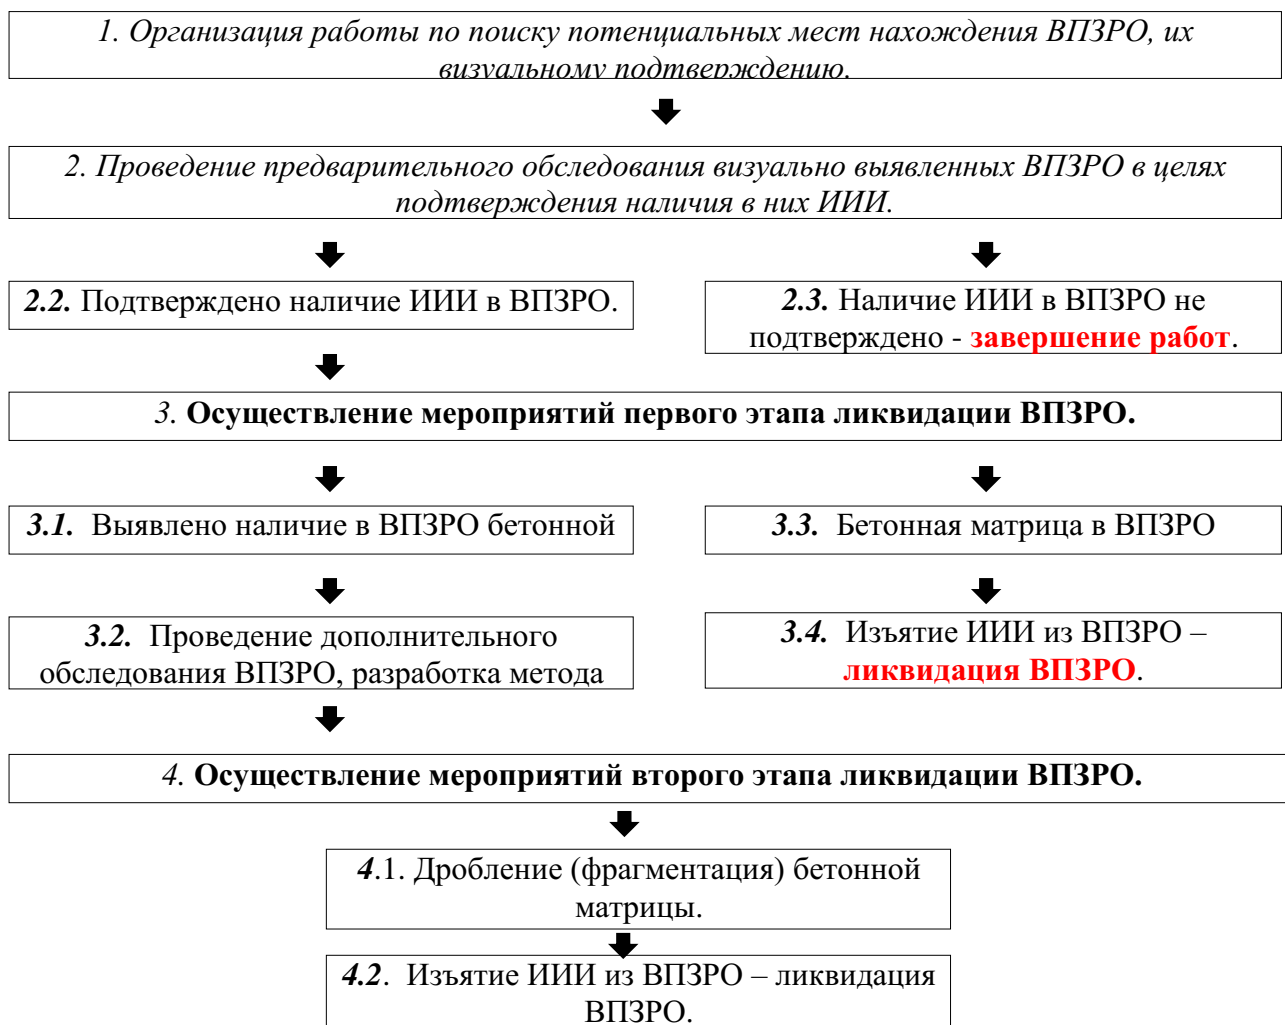 1. Организация работы по поиску потенциальных мест нахождения ВПЗРО, их
визуальному подтверждению.
2. Проведение предварительного обследования визуально выявленных ВПЗРО в целях
подтверждения наличия в них ИИИ.
2.2. Подтверждено наличие ИИИ в ВПЗРО.
2.3. Наличие ИИИ в ВПЗРО не
подтверждено - завершение работ.
3. Осуществление мероприятий первого этапа ликвидации ВПЗРО.
3.1. Выявлено наличие в ВПЗРО бетонной
3.3. Бетонная матрица в ВПЗРО
3.2. Проведение дополнительного
обследования ВПЗРО, разработка метода
3.4. Изъятие ИИИ из ВПЗРО –
ликвидация ВПЗРО.
4. Осуществление мероприятий второго этапа ликвидации ВПЗРО.
4.1. Дробление (фрагментация) бетонной
матрицы.
4.2. Изъятие ИИИ из ВПЗРО – ликвидация
ВПЗРО.